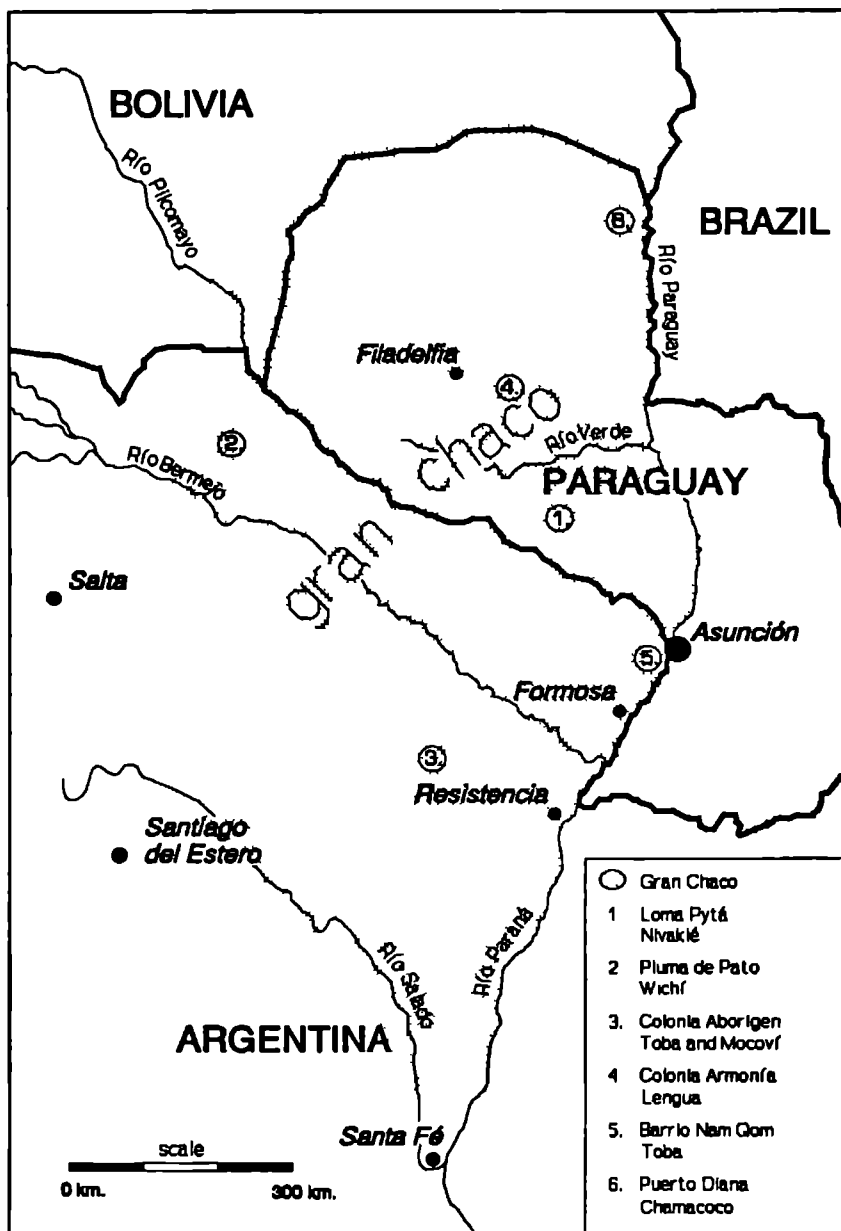 BOLIVIA
Río Pilcomayo
BRAZIL
6.
Río Paraguay
Filadelfia
4.
chaco
2
Río Verde
Río Bermejo
PARAGUAY
1
gran
Salta
Asunción
5.
Formosa
3.
Resistencia
Santiago
del Estero
Río Salado
Río Paraná
ARGENTINA
Santa Fé
scale
0 km.
300 km.
Gran Chaco
1 Loma Pytá
Nivaklé
2 Pluma de Pato
Wichí
3. Colonia Aborigen
Toba and Mocoví
4 Colonia Armonía
Lengua
5. Barrio Nam Qom
Toba
6. Puerto Diana
Chamacoco